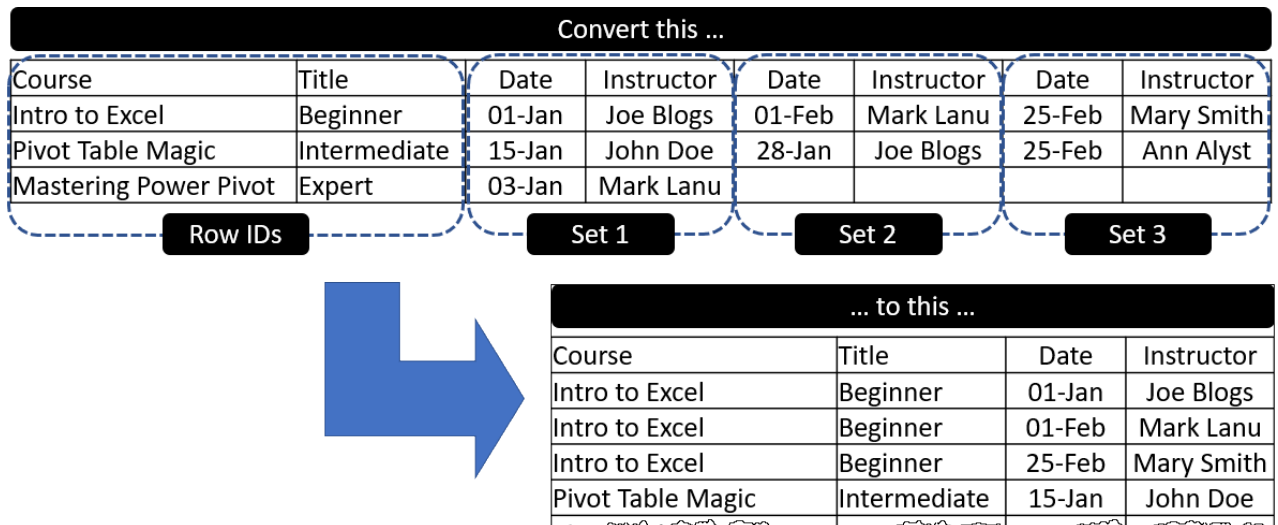 Convert this ...
Course Title Date Instructor Date Instructor Date Instructor
Intro to Excel Beginner 01-Jan Joe Blogs 01-Feb Mark Lanu 25-Feb Mary Smith
Pivot Table Magic Intermediate 15-Jan John Doe 28-Jan Joe Blogs 25-Feb Ann Alyst
Mastering Power Pivot Expert 03-Jan Mark Lanu
Row IDs Set 1 Set 2 Set 3
... to this ...
Course Title Date Instructor
Intro to Excel Beginner 01-Jan Joe Blogs
Intro to Excel Beginner 01-Feb Mark Lanu
Intro to Excel Beginner 25-Feb Mary Smith
Pivot Table Magic Intermediate 15-Jan John Doe